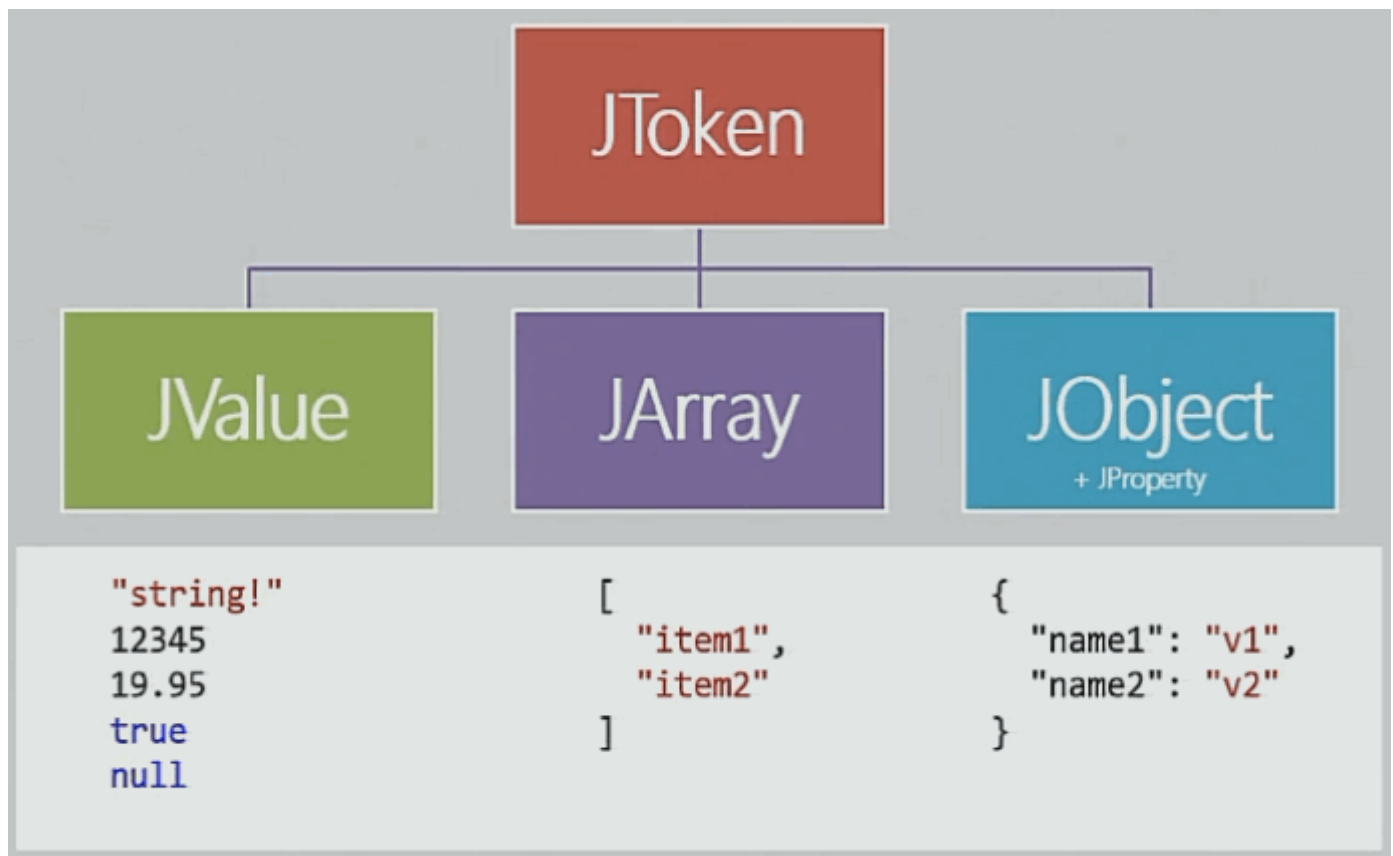 JToken
JValue
JArray
JObject
+ JProperty
"string!"
12345
19.95
true
null
[
"item1",
"item2"
]
{
"name1": "v1",
"name2": "v2"
}